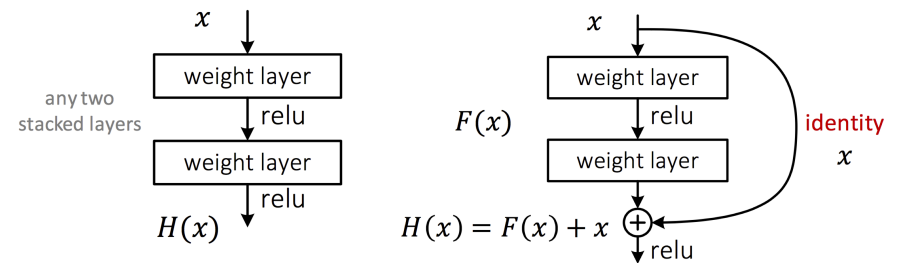 x
weight layer
any two
stacked layers
relu
weight layer
relu
H(x)
x
weight layer
F(x)
relu
identity
x
weight layer
H(x) = F(x) + x
+
relu